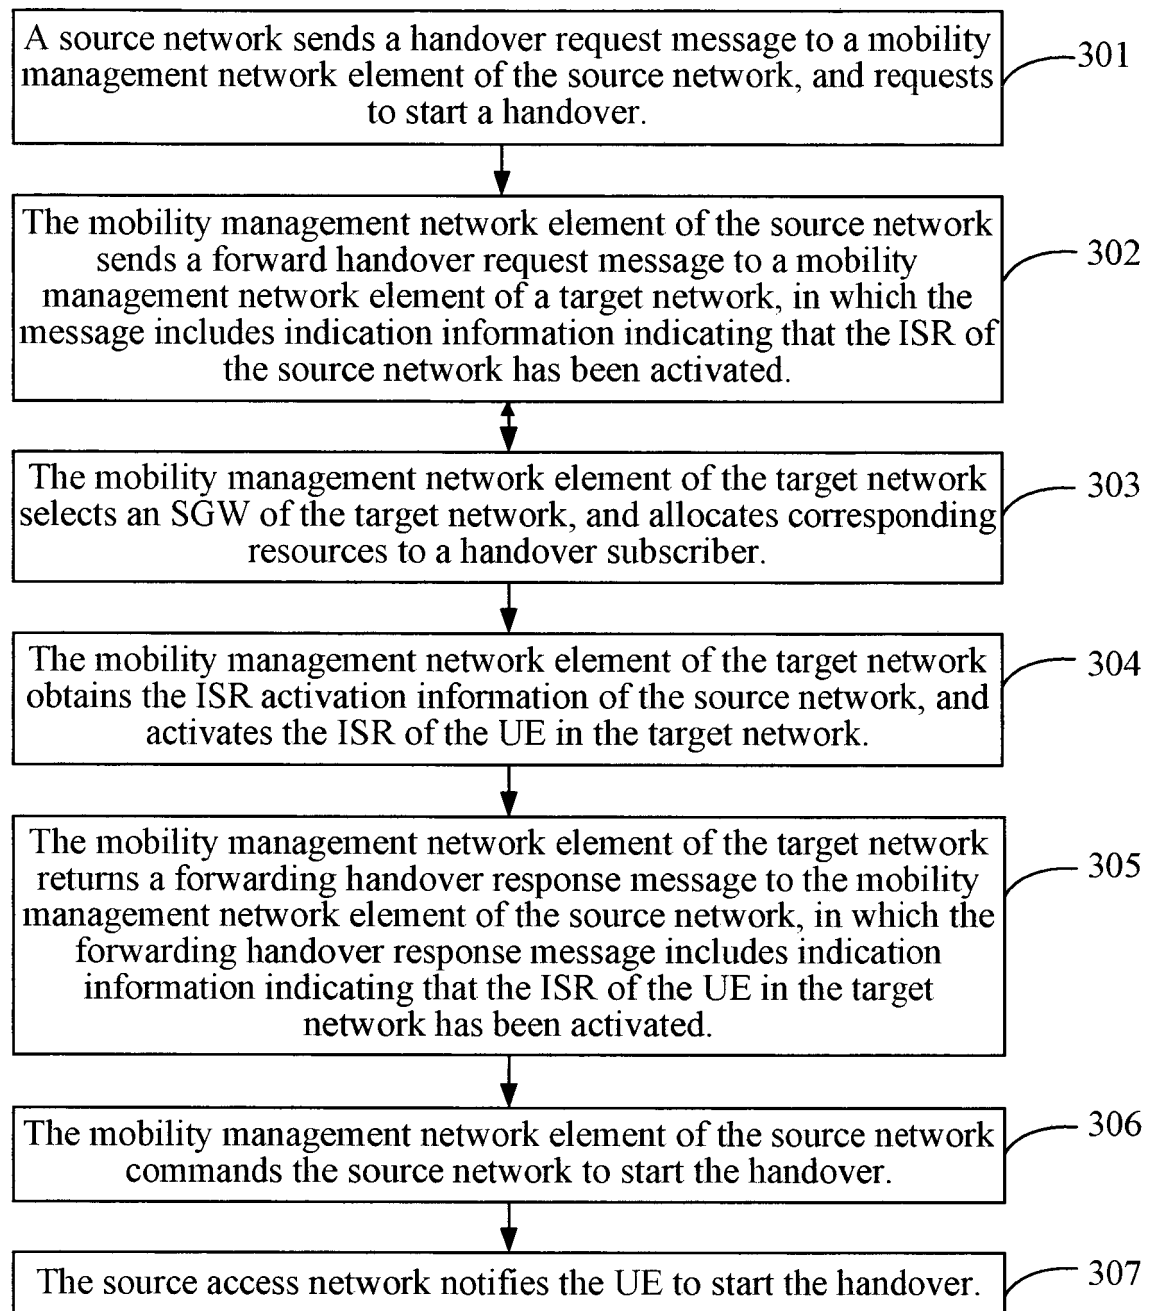 A source network sends a handover request message to a mobility
management network element of the source network, and requests
to start a handover.
301
The mobility management network element of the source network
sends a forward handover request message to a mobility
management network element of a target network, in which the
message includes indication information indicating that the ISR of
the source network has been activated.
302
The mobility management network element of the target network
selects an SGW of the target network, and allocates corresponding
resources to a handover subscriber.
303
The mobility management network element of the target network
obtains the ISR activation information of the source network, and
activates the ISR of the UE in the target network.
304
The mobility management network element of the target network
returns a forwarding handover response message to the mobility
management network element of the source network, in which the
forwarding handover response message includes indication
information indicating that the ISR of the UE in the target
network has been activated.
305
The mobility management network element of the source network
commands the source network to start the handover.
306
The source access network notifies the UE to start the handover.
307